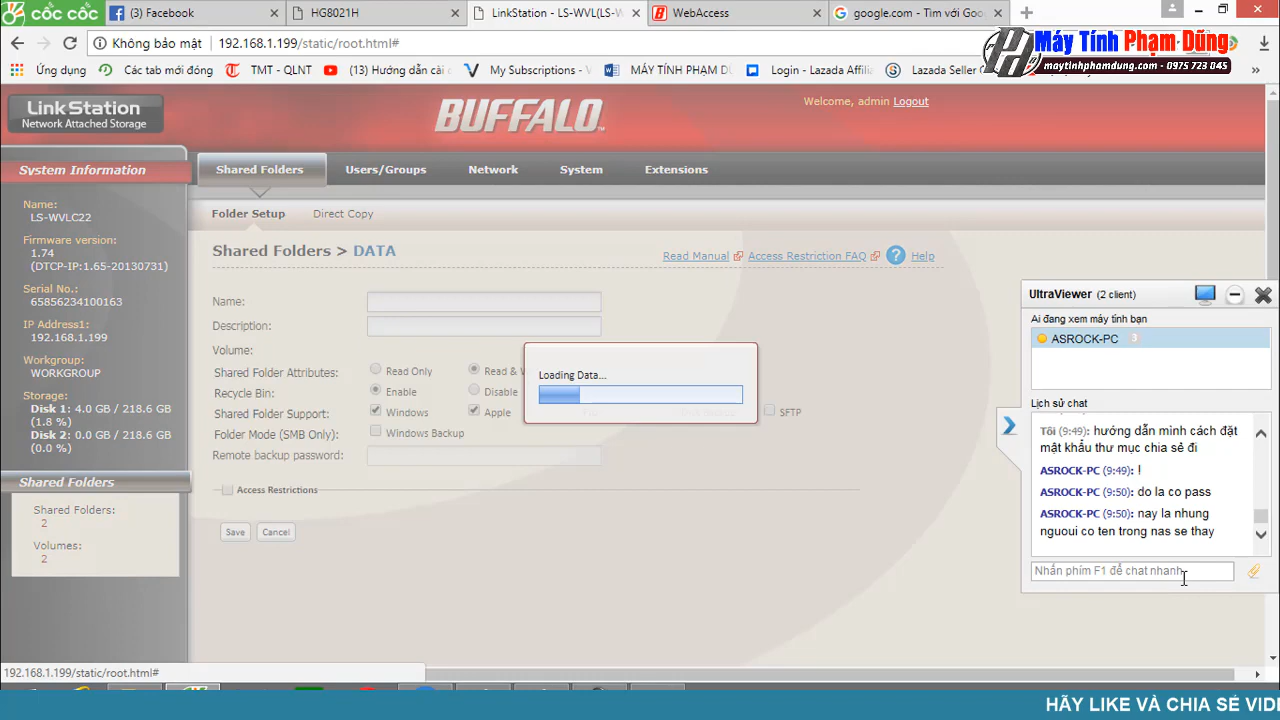 cốc cốc
(3) Facebook
HG8021H
LinkStation - LS-WVL(LS-W
WebAccess
google.com - Tìm với Goo
Không bảo mật
192.168.1.199/static/root.html#
Máy Tính Phạm Dũng
maytinhphamdung.com - 0975 723 045
Ứng dụng
Các tab mới đóng
TMT - QLNT
(13) Hướng dẫn cài
My Subscriptions -
MÁY TÍNH PHẠM DŨ
Login - Lazada Affilia
Lazada Seller C
LinkStation
Network Attached Storage
BUFFALO
Welcome, admin Logout
System Information
Shared Folders
Users/Groups
Network
System
Extensions
Folder Setup
Direct Copy
Name:
LS-WVLC22
Firmware version:
1.74
(DTCP-IP:1.65-20130731)
Serial No.:
65856234100163
IP Address1:
192.168.1.199
Workgroup:
WORKGROUP
Storage:
Disk 1: 4.0 GB / 218.6 GB
(1.8 %)
Disk 2: 0.0 GB / 218.6 GB
(0.0 %)
Shared Folders
Shared Folders:
2
Volumes:
2
Shared Folders > DATA
Read Manual
Access Restriction FAQ
Help
Name:
Description:
Volume:
Shared Folder Attributes:
Read Only
Read & W
Recycle Bin:
Enable
Disable
Shared Folder Support:
Windows
Apple
Disk Backup
SFTP
Folder Mode (SMB Only):
Windows Backup
Remote backup password:
Access Restrictions
Save
Cancel
Loading Data...
UltraViewer (2 client)
Ai đang xem máy tính bạn
ASROCK-PC
3
Lịch sử chat
Tôi (9:49): hướng dẫn mình cách đặt
mật khẩu thư mục chia sẻ đi
ASROCK-PC (9:49): !
ASROCK-PC (9:50): do la co pass
ASROCK-PC (9:50): nay la nhung
nguoui co ten trong nas se thay
Nhấn phím F1 để chat nhanh
192.168.1.199/static/root.html#
HÃY LIKE VÀ CHIA SẺ VIDE